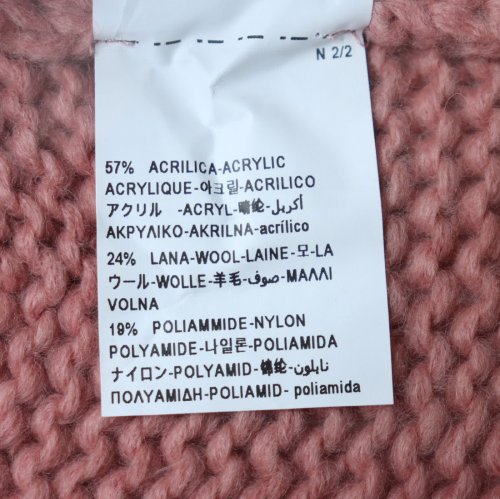 N 2/2
57% ACRILICA-ACRYLIC
ACRYLIQUE-아크릴-ACRILICO
アクリル -ACRYL-腈纶-أكريل
ΑΚΡΥΛΙΚΟ-AKRILNA-acrílico
24% LANA-WOOL-LAINE-모-LA
ウール-WOLLE-羊毛-صوف-ΜΑΛΛΙ
VOLNA
19% POLIAMMIDE-NYLON
POLYAMIDE-나일론-POLIAMIDA
ナイロン-POLYAMID-锦纶-نايلون
ΠΟΛΥΑΜΙΔΗ-POLIAMID- poliamida